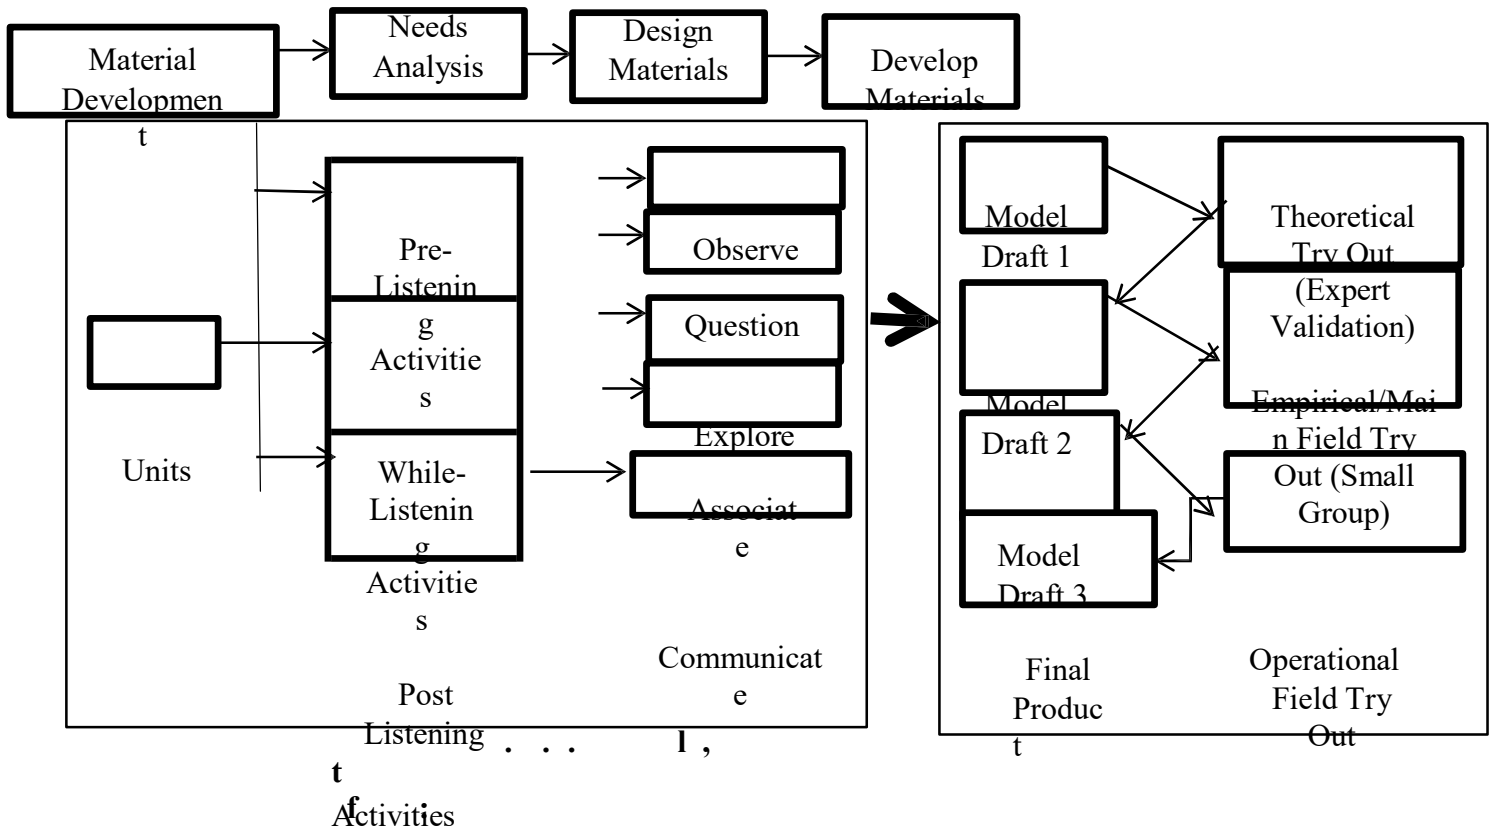 Material
Developmen
t
Needs
Analysis
Design
Materials
Develop
Materials
Units
Pre-
Listenin
g
Activitie
s
While-
Listenin
g
Activitie
s
Post
Listening
Activities
Observe
Question
Explore
Associat
e
Communicat
e
Model
Draft 1
Model
Draft 2
Model
Draft 3
Final
Produc
t
Theoretical
Try Out
(Expert
Validation)
Empirical/Mai
n Field Try
Out (Small
Group)
Operational
Field Try
Out
t
f